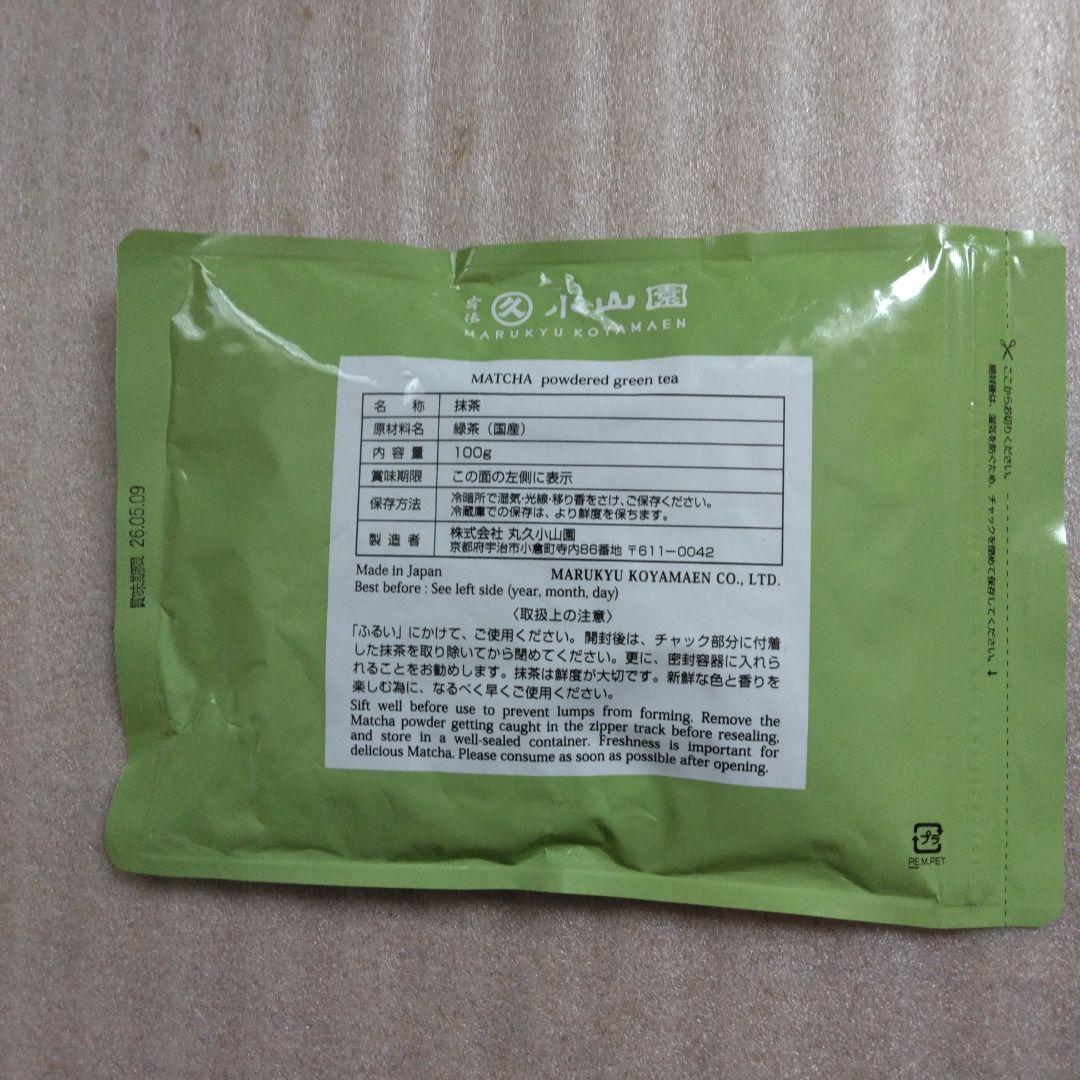 宇治 久 小山園
MARUKYU KOYAMAEN
MATCHA powdered green tea
名 称 抹茶
原材料名 緑茶（国産）
内容量 100g
賞味期限 この面の左側に表示
保存方法 冷暗所で湿気・光線・移り香をさけ、ご保存ください。
冷蔵庫での保存は、より鮮度を保ちます。
製造者 株式会社 丸久小山園
京都府宇治市小倉町寺内86番地 〒611-0042
Made in Japan MARUKYU KOYAMAEN CO., LTD.
Best before : See left side (year, month, day)
〈取扱上の注意〉
「ふるい」にかけて、ご使用ください。開封後は、チャック部分に付着
した抹茶を取り除いてから閉めてください。更に、密封容器に入れら
れることをお勧めします。抹茶は鮮度が大切です。新鮮な色と香りを
楽しむ為に、なるべく早くご使用ください。
Sift well before use to prevent lumps from forming. Remove the
Matcha powder getting caught in the zipper track before resealing,
and store in a well-sealed container. Freshness is important for
delicious Matcha. Please consume as soon as possible after opening.
賞味期限 26.05.09
ここからお切りください。
開封後は、湿気を防ぐため、チャックを閉めて保存してください。
プラ
PE,M,PET